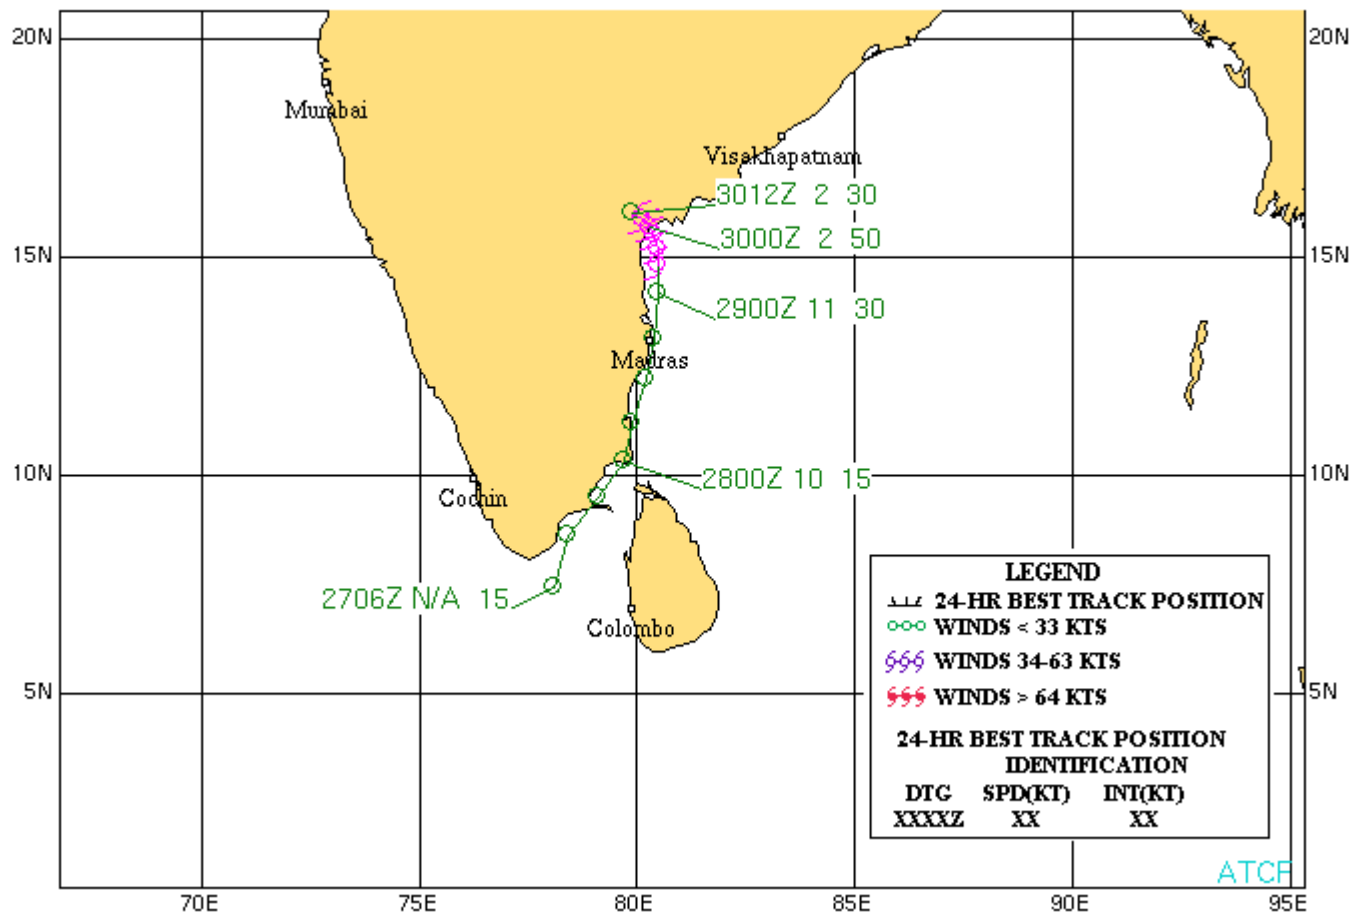 20N
20N
Mumbai
Visakhapatnam
3012Z 2 30
3000Z 2 50
15N
15N
2900Z 11 30
Madras
10N
10N
2800Z 10 15
Cochin
2706Z N/A 15
Colombo
LEGEND
24-HR BEST TRACK POSITION
WINDS < 33 KTS
WINDS 34-63 KTS
WINDS > 64 KTS
24-HR BEST TRACK POSITION
IDENTIFICATION
DTG SPD(KT) INT(KT)
XXXXZ XX XX
5N
5N
ATCF
70E 75E 80E 85E 90E 95E